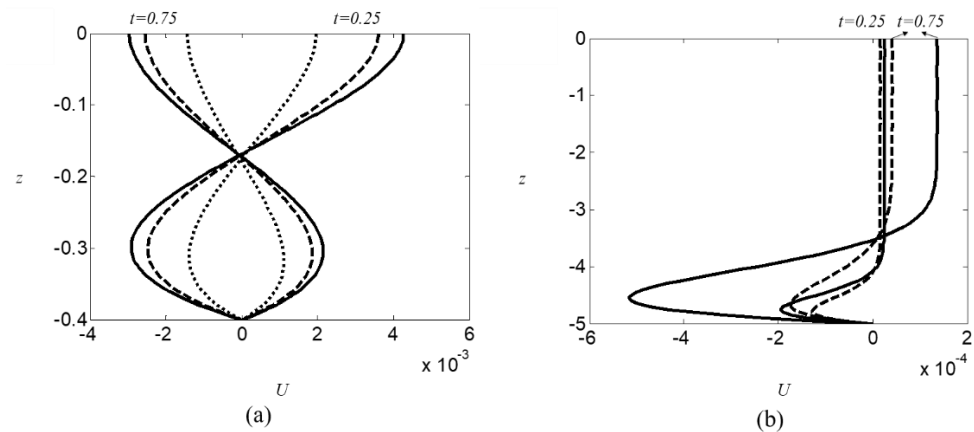 t=0.75 t=0.25
0
-0.1
z -0.2
-0.3
-0.4
-4 -2 0 2 4 6
x 10⁻³
U
(a)
t=0.25 t=0.75
0
-1
-2
z
-3
-4
-5
-6 -4 -2 0 2
x 10⁻⁴
U
(b)